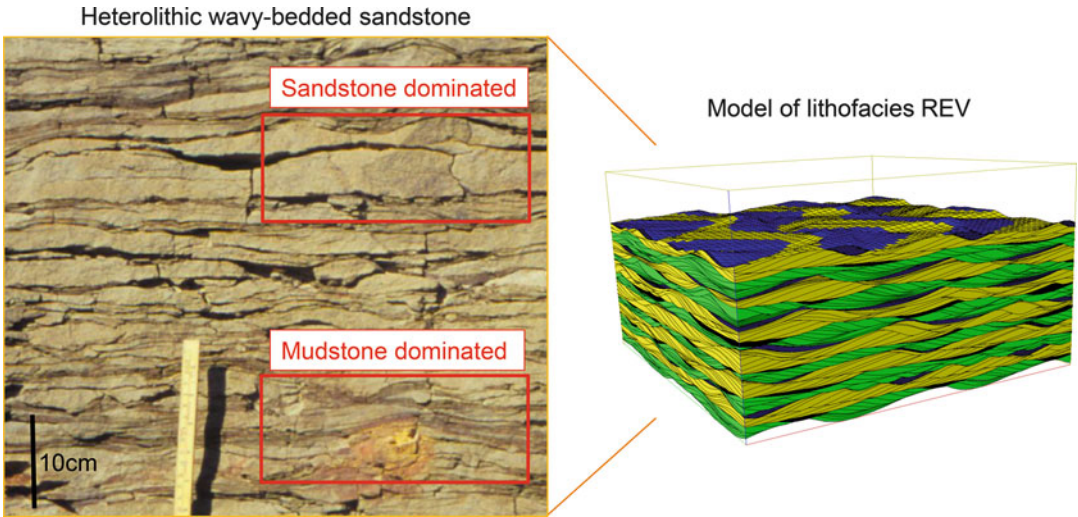 Heterolithic wavy-bedded sandstone
Sandstone dominated
Model of lithofacies REV
Mudstone dominated
10cm